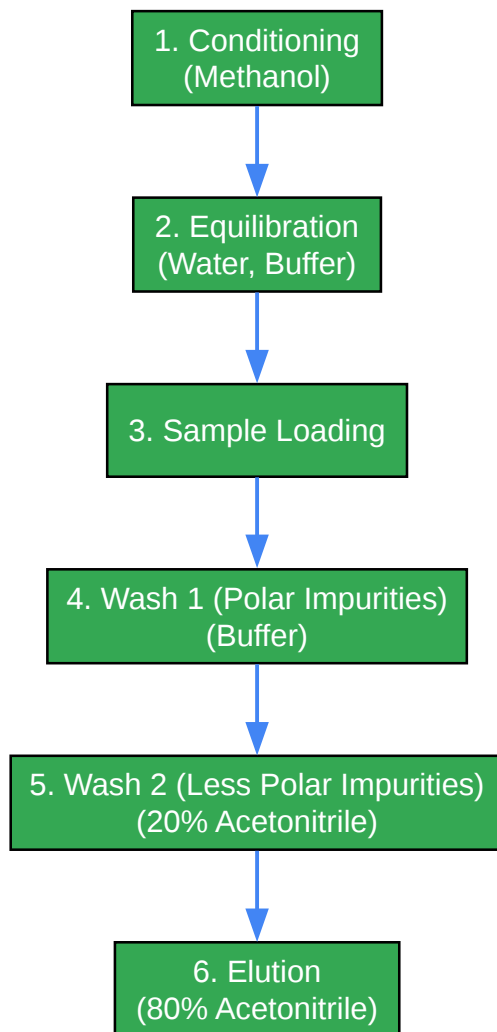 1. Conditioning
(Methanol)
2. Equilibration
(Water, Buffer)
3. Sample Loading
4. Wash 1 (Polar Impurities)
(Buffer)
5. Wash 2 (Less Polar Impurities)
(20% Acetonitrile)
6. Elution
(80% Acetonitrile)